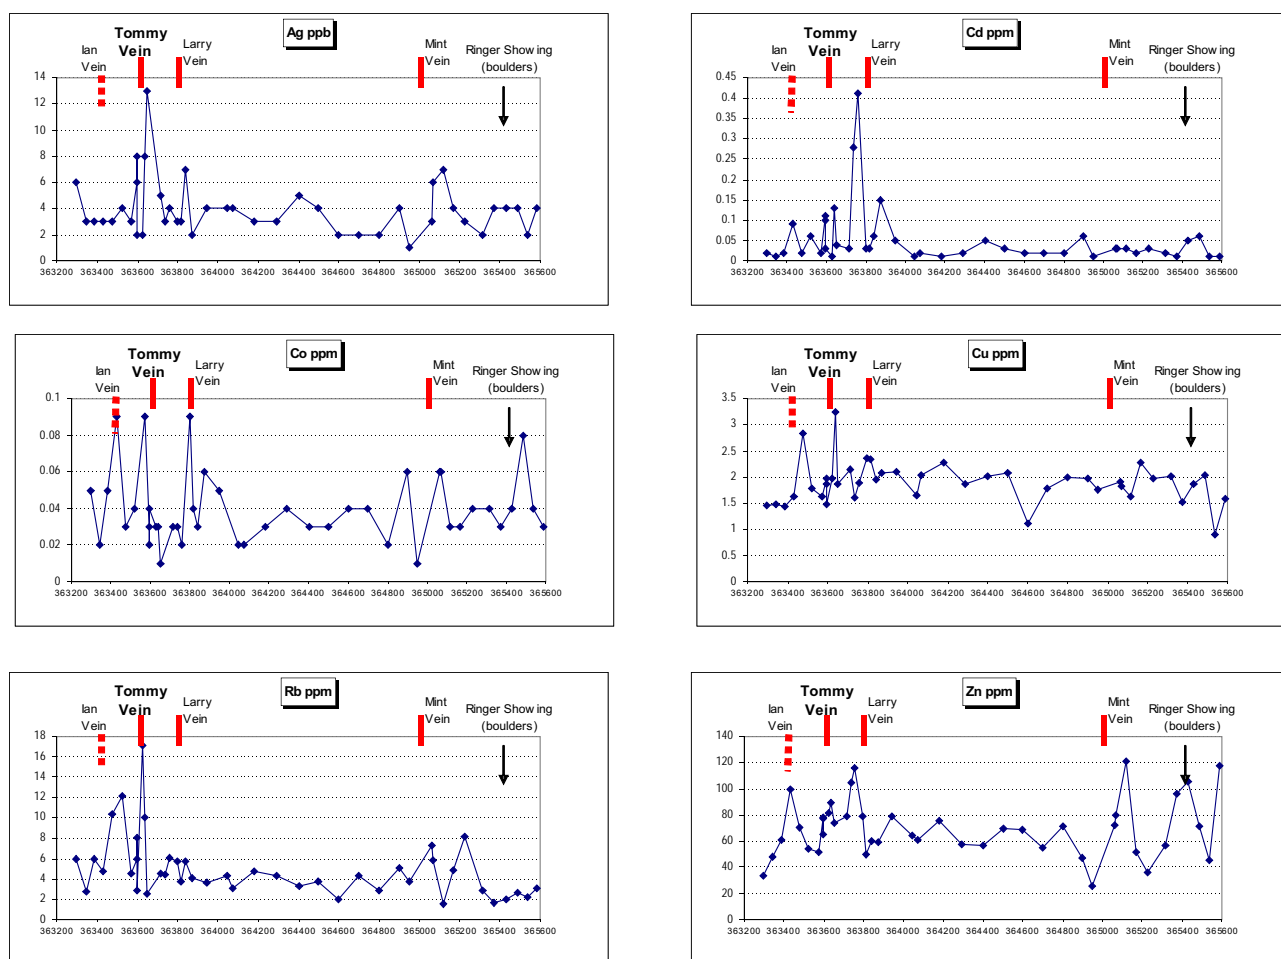 Ag ppb
Ian
Vein
Tommy
Vein
Larry
Vein
Mint
Vein
Ringer Showing
(boulders)
14
12
10
8
6
4
2
0
363200 363400 363600 363800 364000 364200 364400 364600 364800 365000 365200 365400 365600
Cd ppm
Ian
Vein
Tommy
Vein
Larry
Vein
Mint
Vein
Ringer Showing
(boulders)
0.45
0.4
0.35
0.3
0.25
0.2
0.15
0.1
0.05
0
363200 363400 363600 363800 364000 364200 364400 364600 364800 365000 365200 365400 365600
Co ppm
Ian
Vein
Tommy
Vein
Larry
Vein
Mint
Vein
Ringer Showing
(boulders)
0.1
0.08
0.06
0.04
0.02
0
363200 363400 363600 363800 364000 364200 364400 364600 364800 365000 365200 365400 365600
Cu ppm
Ian
Vein
Tommy
Vein
Larry
Vein
Mint
Vein
Ringer Showing
(boulders)
3.5
3
2.5
2
1.5
1
0.5
0
363200 363400 363600 363800 364000 364200 364400 364600 364800 365000 365200 365400 365600
Rb ppm
Ian
Vein
Tommy
Vein
Larry
Vein
Mint
Vein
Ringer Showing
(boulders)
18
16
14
12
10
8
6
4
2
0
363200 363400 363600 363800 364000 364200 364400 364600 364800 365000 365200 365400 365600
Zn ppm
Ian
Vein
Tommy
Vein
Larry
Vein
Mint
Vein
Ringer Showing
(boulders)
140
120
100
80
60
40
20
0
363200 363400 363600 363800 364000 364200 364400 364600 364800 365000 365200 365400 365600